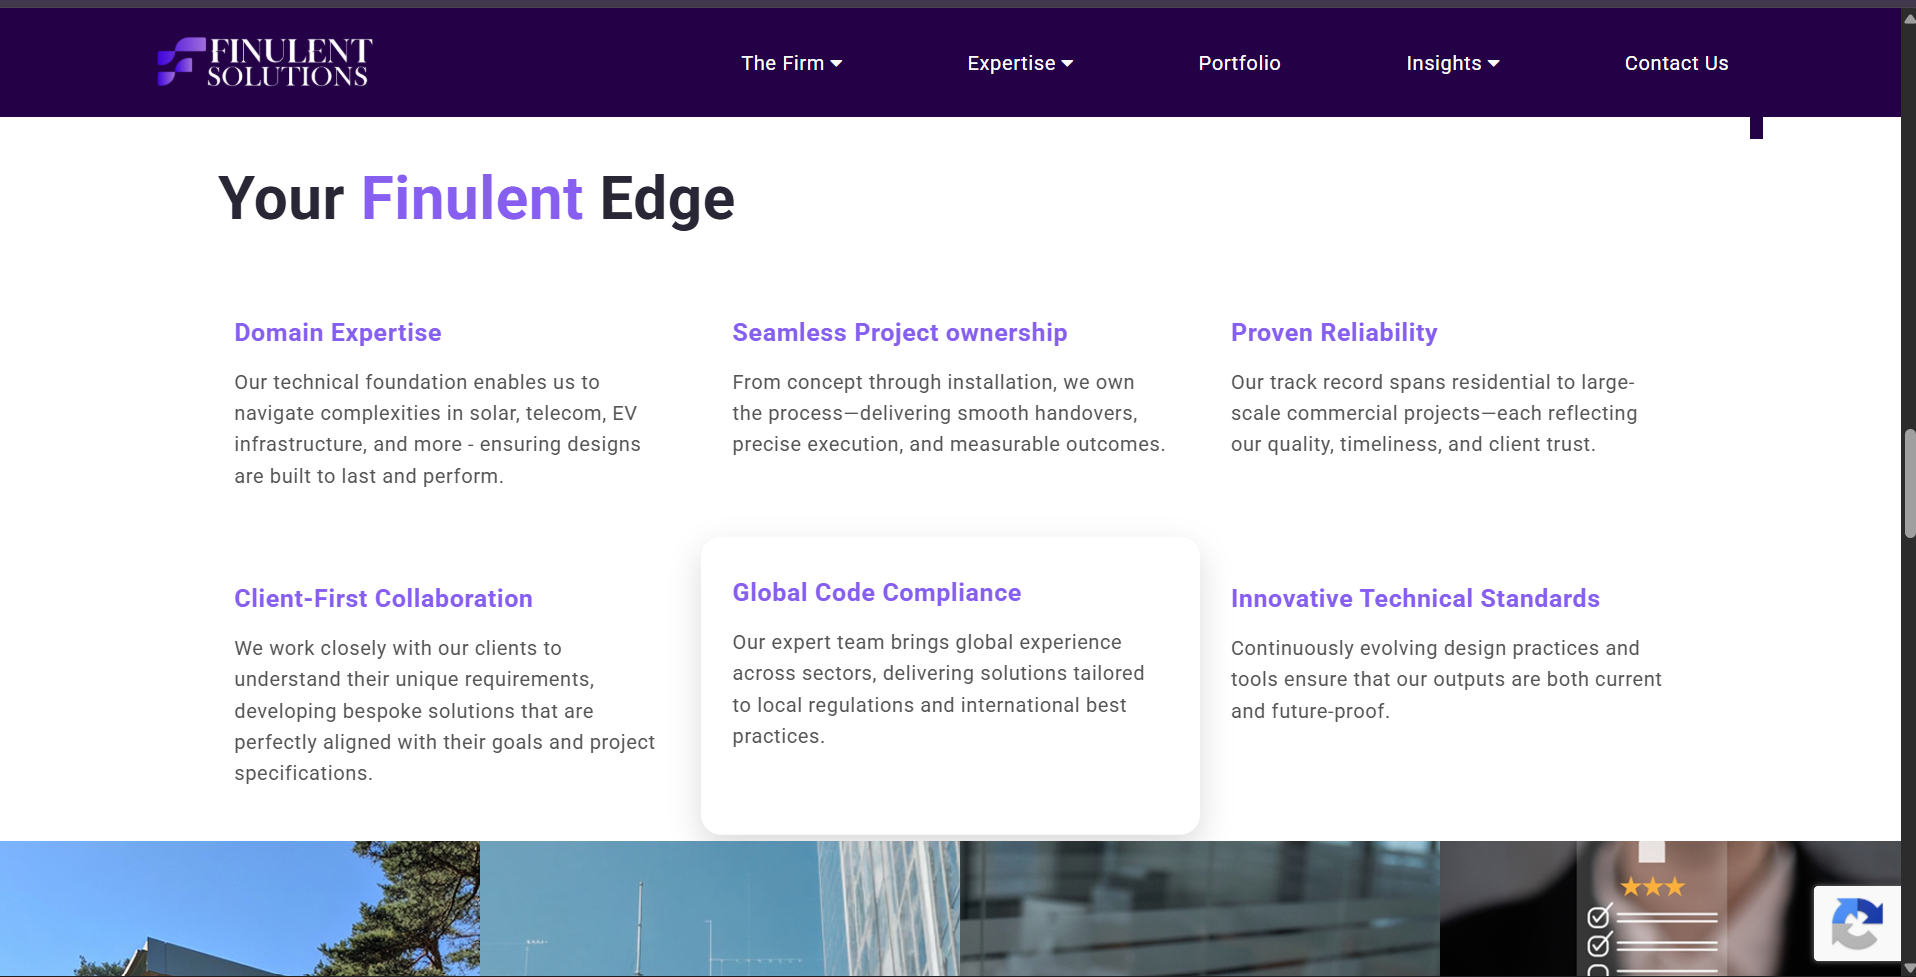 FINULENT
SOLUTIONS
The Firm
Expertise
Portfolio
Insights
Contact Us
Your Finulent Edge
Domain Expertise
Our technical foundation enables us to
navigate complexities in solar, telecom, EV
infrastructure, and more - ensuring designs
are built to last and perform.
Seamless Project ownership
From concept through installation, we own
the process—delivering smooth handovers,
precise execution, and measurable outcomes.
Proven Reliability
Our track record spans residential to large-
scale commercial projects—each reflecting
our quality, timeliness, and client trust.
Client-First Collaboration
We work closely with our clients to
understand their unique requirements,
developing bespoke solutions that are
perfectly aligned with their goals and project
specifications.
Global Code Compliance
Our expert team brings global experience
across sectors, delivering solutions tailored
to local regulations and international best
practices.
Innovative Technical Standards
Continuously evolving design practices and
tools ensure that our outputs are both current
and future-proof.